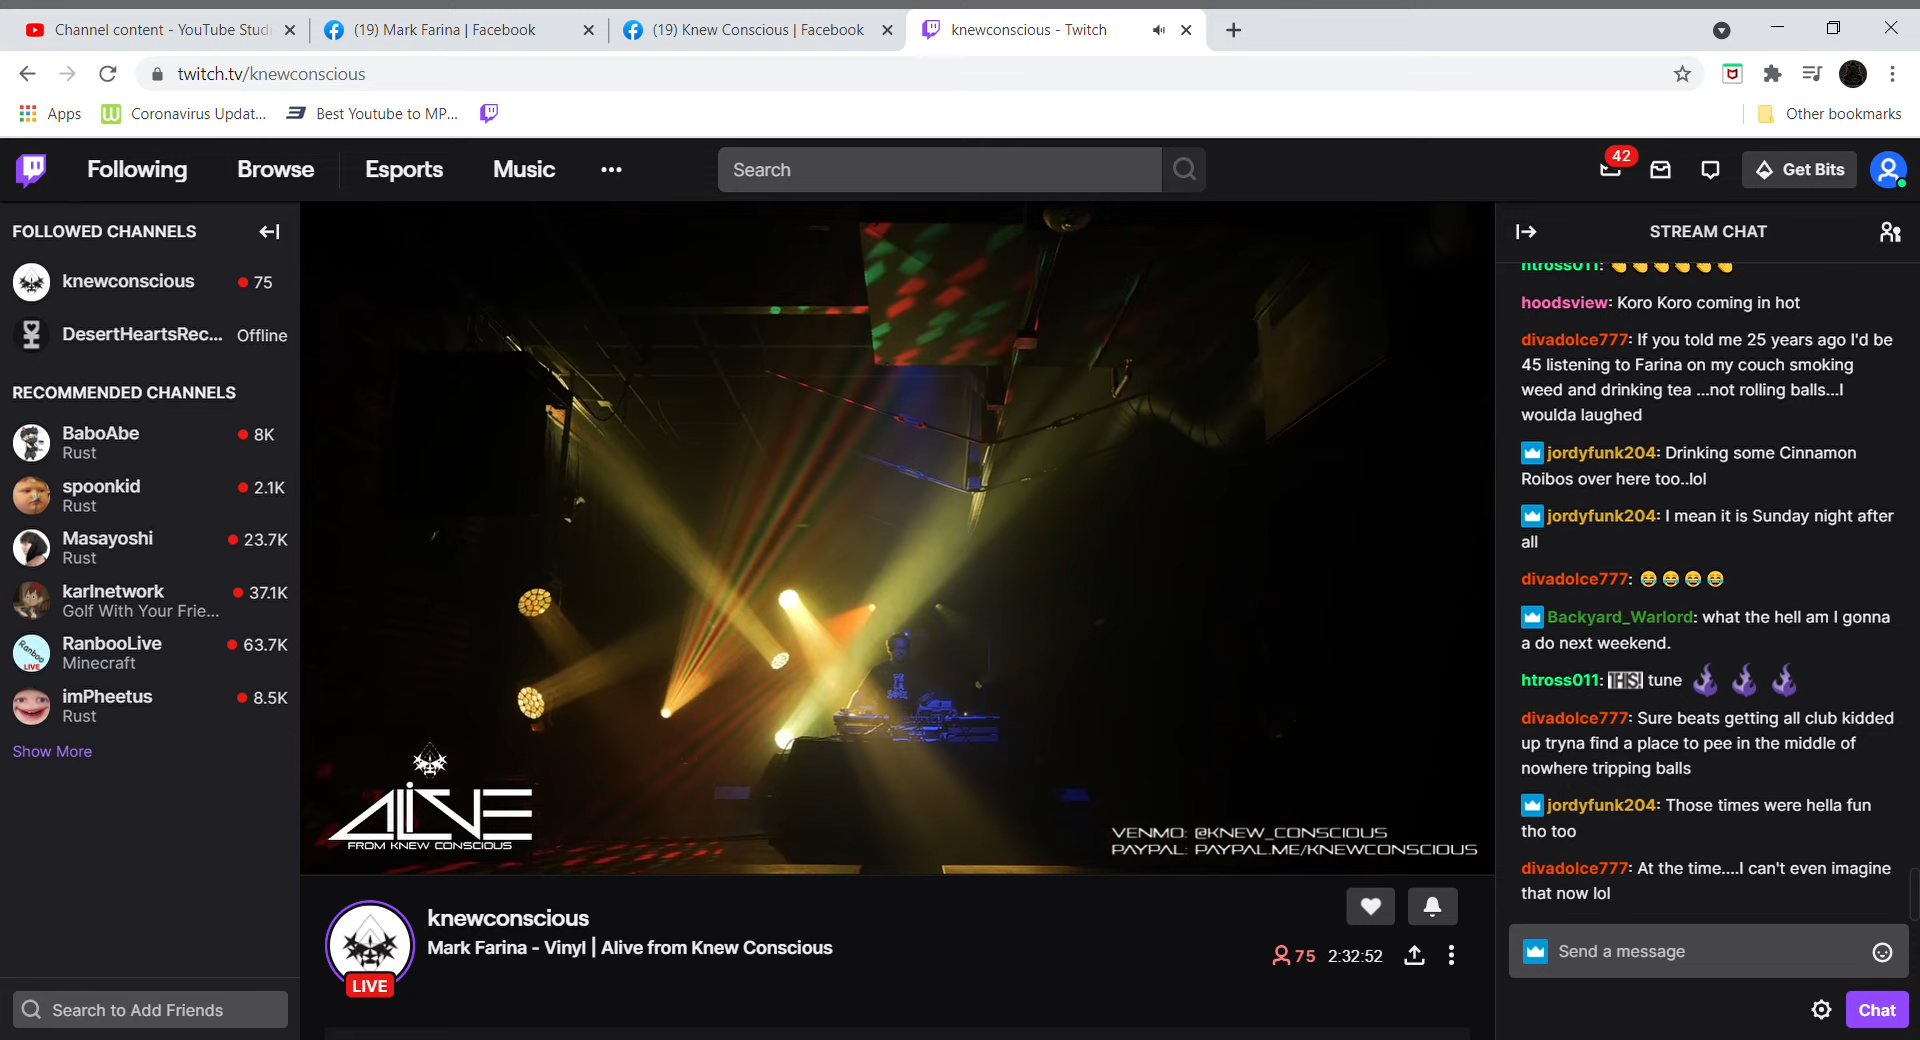 Channel content - YouTube Studi
(19) Mark Farina | Facebook
(19) Knew Conscious | Facebook
knewconscious - Twitch
twitch.tv/knewconscious
Apps
Coronavirus Updat...
Best Youtube to MP...
Other bookmarks
Following
Browse
Esports
Music
Search
42
Get Bits
FOLLOWED CHANNELS
knewconscious
75
DesertHeartsRec...
Offline
RECOMMENDED CHANNELS
BaboAbe
8K
Rust
spoonkid
2.1K
Rust
Masayoshi
23.7K
Rust
karlnetwork
37.1K
Golf With Your Frie...
RanbooLive
63.7K
Minecraft
Ranboo
LIVE
imPheetus
8.5K
Rust
Show More
Search to Add Friends
DE
LA
SOUL
ALIVE
FROM KNEW CONSCIOUS
VENMO: @KNEW_CONSCIOUS
PAYPAL: PAYPAL.ME/KNEWCONSCIOUS
LIVE
knewconscious
Mark Farina - Vinyl | Alive from Knew Conscious
75
2:32:52
STREAM CHAT
htross011: 👏👏👏👏👏👏
hoodsview: Koro Koro coming in hot
divadolce777: If you told me 25 years ago I'd be
45 listening to Farina on my couch smoking
weed and drinking tea ...not rolling balls...I
woulda laughed
jordyfunk204: Drinking some Cinnamon
Roibos over here too..lol
jordyfunk204: I mean it is Sunday night after
all
divadolce777: 😂😂😂😂
Backyard_Warlord: what the hell am I gonna
a do next weekend.
htross011: THIS! tune
divadolce777: Sure beats getting all club kidded
up tryna find a place to pee in the middle of
nowhere tripping balls
jordyfunk204: Those times were hella fun
tho too
divadolce777: At the time....I can't even imagine
that now lol
Send a message
Chat